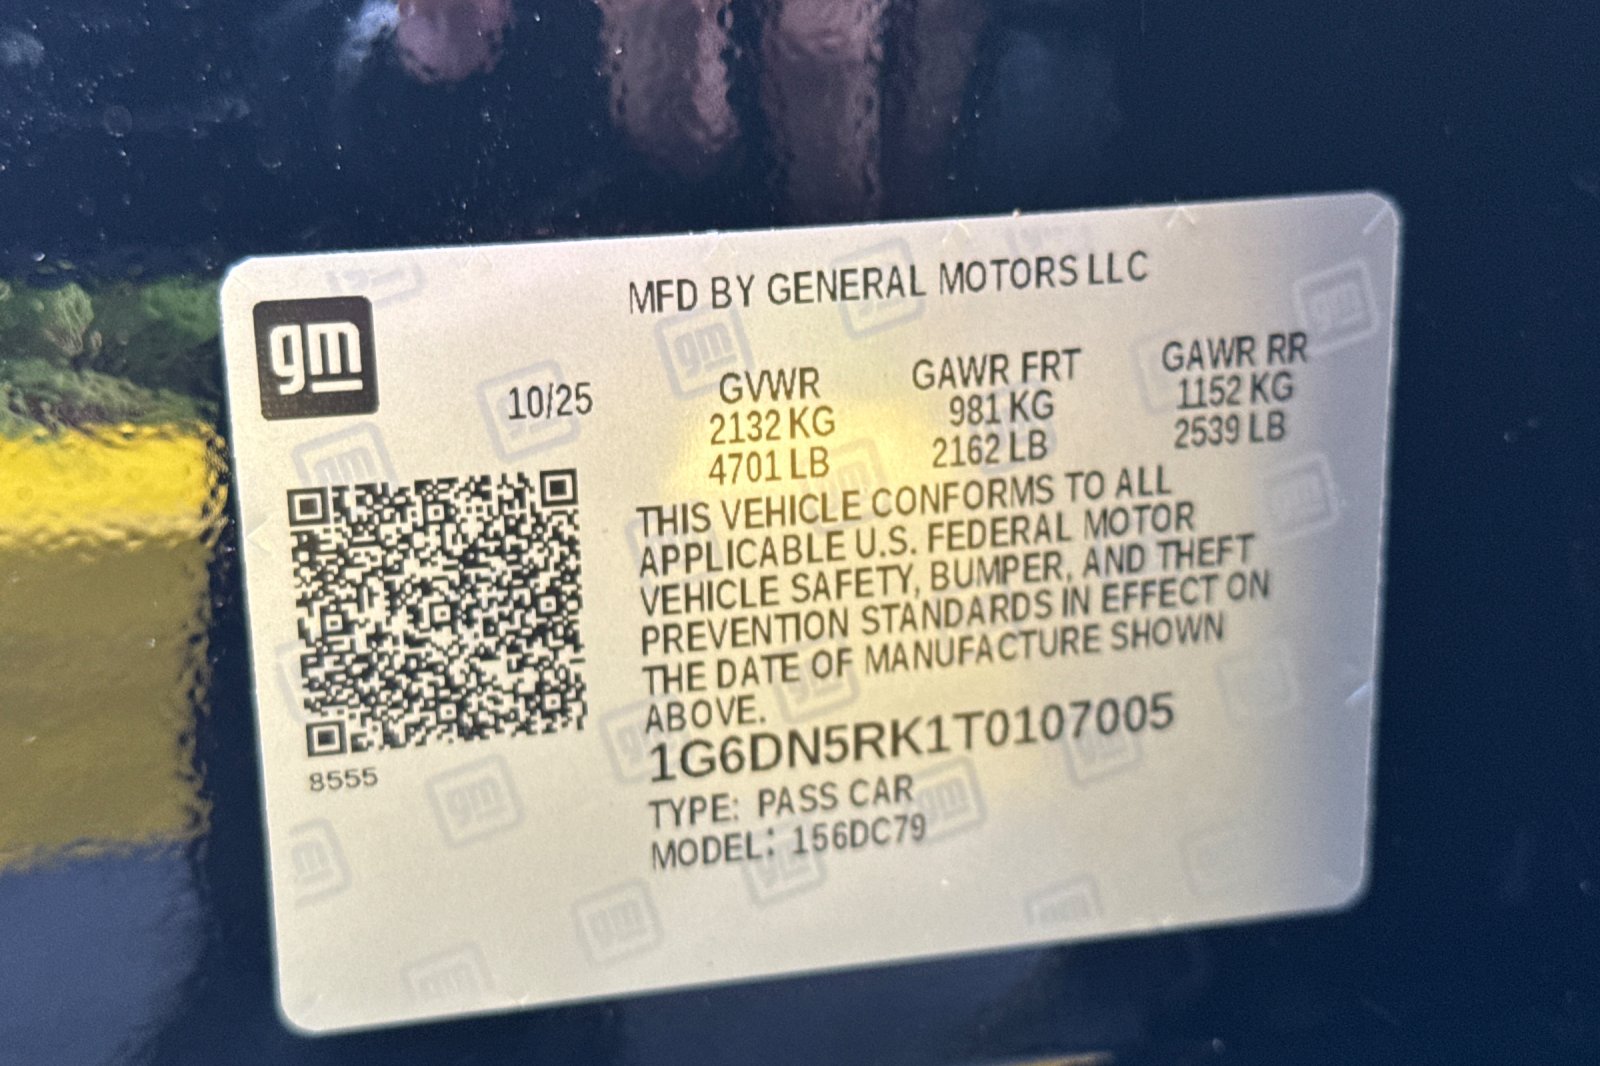 MFD BY GENERAL MOTORS LLC
gm
10/25
GVWR
2132 KG
4701 LB
GAWR FRT
981 KG
2162 LB
GAWR RR
1152 KG
2539 LB
THIS VEHICLE CONFORMS TO ALL
APPLICABLE U.S. FEDERAL MOTOR
VEHICLE SAFETY, BUMPER, AND THEFT
PREVENTION STANDARDS IN EFFECT ON
THE DATE OF MANUFACTURE SHOWN
ABOVE.
1G6DN5RK1T0107005
TYPE: PASS CAR
MODEL: 156DC79
8555